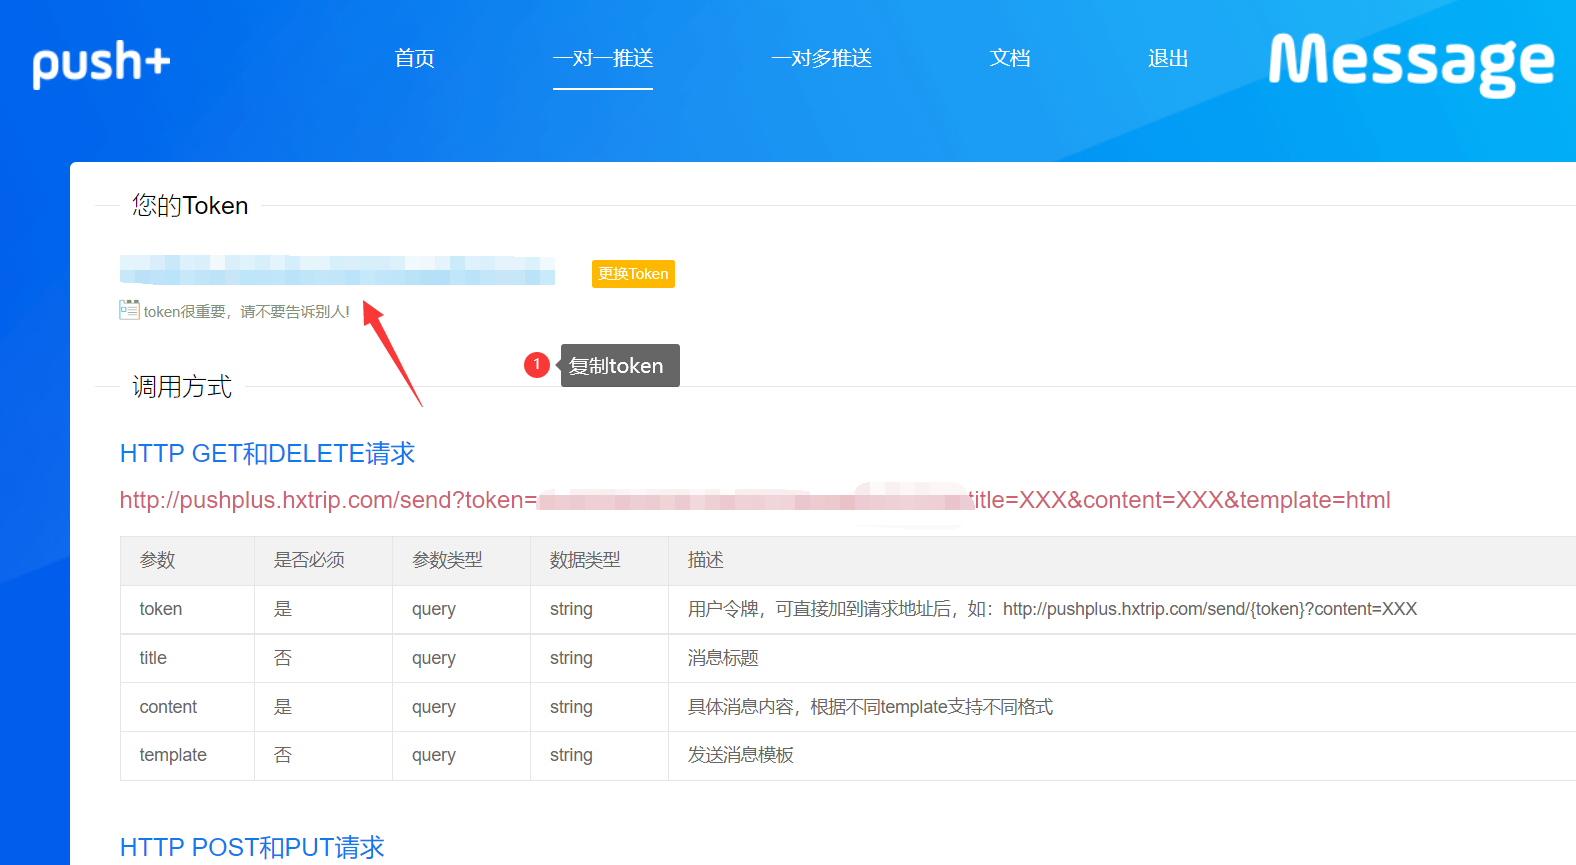 push+
首页
一对一推送
一对多推送
文档
退出
Message
您的Token
更换Token
token很重要，请不要告诉别人!
1
复制token
调用方式
HTTP GET和DELETE请求
http://pushplus.hxtrip.com/send?token=
title=XXX&content=XXX&template=html
参数 是否必须 参数类型 数据类型 描述
token 是 query string 用户令牌，可直接加到请求地址后，如：http://pushplus.hxtrip.com/send/{token}?content=XXX
title 否 query string 消息标题
content 是 query string 具体消息内容，根据不同template支持不同格式
template 否 query string 发送消息模板
HTTP POST和PUT请求